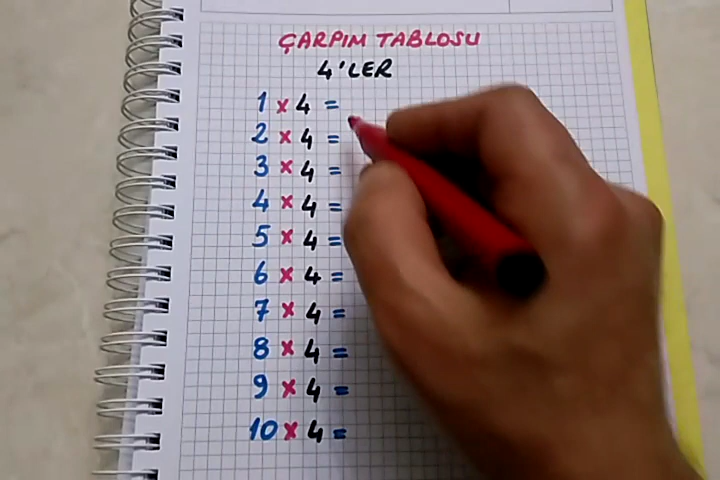 ÇARPIM TABLOSU
4'LER
1 x 4 =
2 x 4 =
3 x 4 =
4 x 4 =
5 x 4 =
6 x 4 =
7 x 4 =
8 x 4 =
9 x 4 =
10 x 4 =